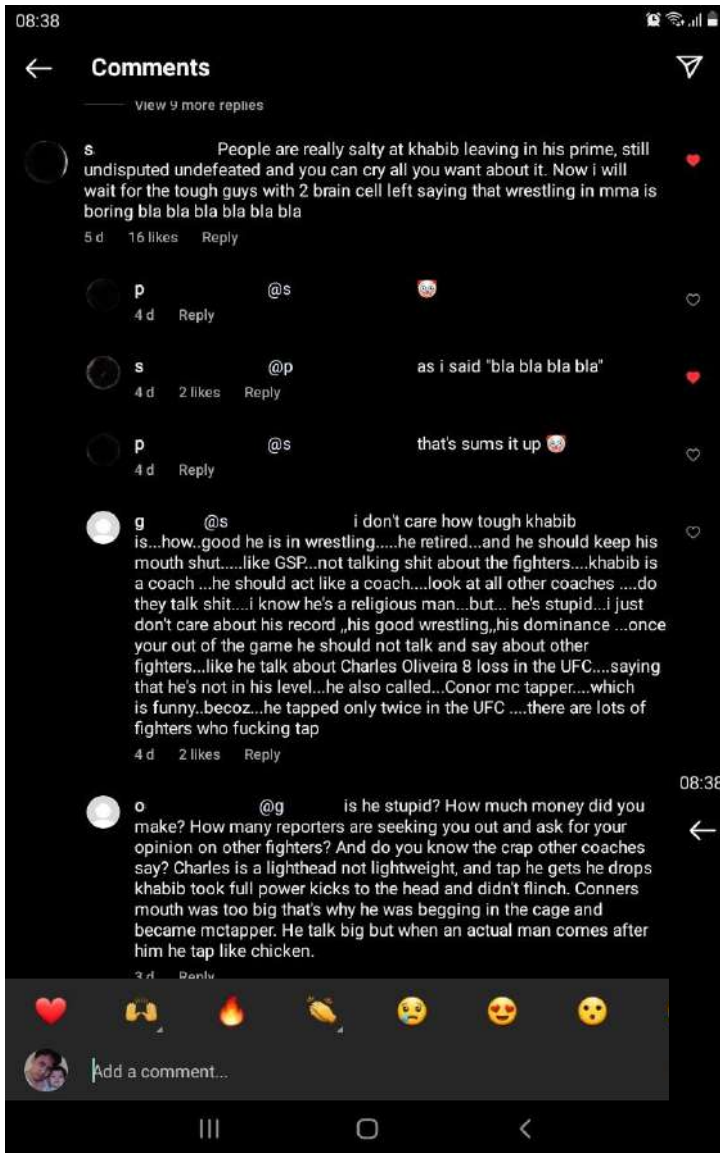 08:38
Comments
View 9 more replies
s People are really salty at khabib leaving in his prime, still
undisputed undefeated and you can cry all you want about it. Now i will
wait for the tough guys with 2 brain cell left saying that wrestling in mma is
boring bla bla bla bla bla bla
5 d 16 likes Reply
p @s 🤡
4 d Reply
s @p as i said "bla bla bla bla"
4 d 2 likes Reply
p @s that's sums it up 🤡
4 d Reply
g @s i don't care how tough khabib
is...how..good he is in wrestling.....he retired...and he should keep his
mouth shut.....like GSP...not talking shit about the fighters....khabib is
a coach ...he should act like a coach....look at all other coaches ....do
they talk shit....i know he's a religious man...but... he's stupid...i just
don't care about his record ,,his good wrestling,,his dominance ...once
your out of the game he should not talk and say about other
fighters...like he talk about Charles Oliveira 8 loss in the UFC....saying
that he's not in his level...he also called...Conor mc tapper....which
is funny..becoz...he tapped only twice in the UFC ....there are lots of
fighters who fucking tap
4 d 2 likes Reply
08:38
o @g is he stupid? How much money did you
make? How many reporters are seeking you out and ask for your
opinion on other fighters? And do you know the crap other coaches
say? Charles is a lighthead not lightweight, and tap he gets he drops
khabib took full power kicks to the head and didn't flinch. Conners
mouth was too big that's why he was begging in the cage and
became mctapper. He talk big but when an actual man comes after
him he tap like chicken.
3 d Reply
Add a comment...